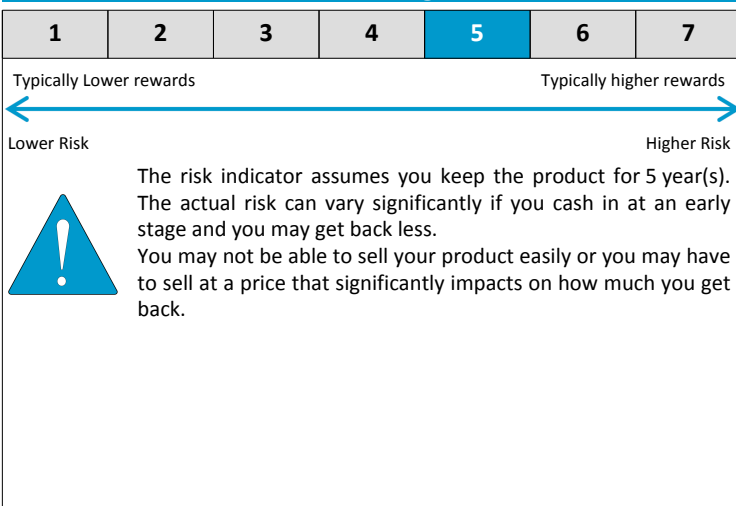 1 2 3 4 5 6 7
Typically Lower rewards Typically higher rewards
Lower Risk Higher Risk
The risk indicator assumes you keep the product for 5 year(s).
The actual risk can vary significantly if you cash in at an early
stage and you may get back less.
You may not be able to sell your product easily or you may have
to sell at a price that significantly impacts on how much you get
back.